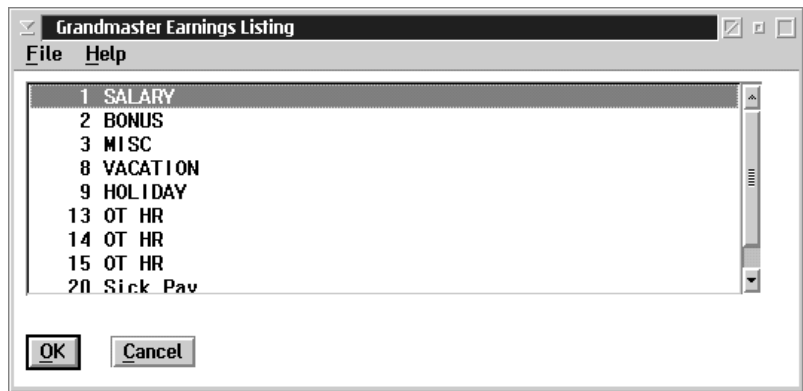 Grandmaster Earnings Listing
File Help
1 SALARY
2 BONUS
3 MISC
8 VACATION
9 HOLIDAY
13 OT HR
14 OT HR
15 OT HR
20 Sick Pay
OK Cancel